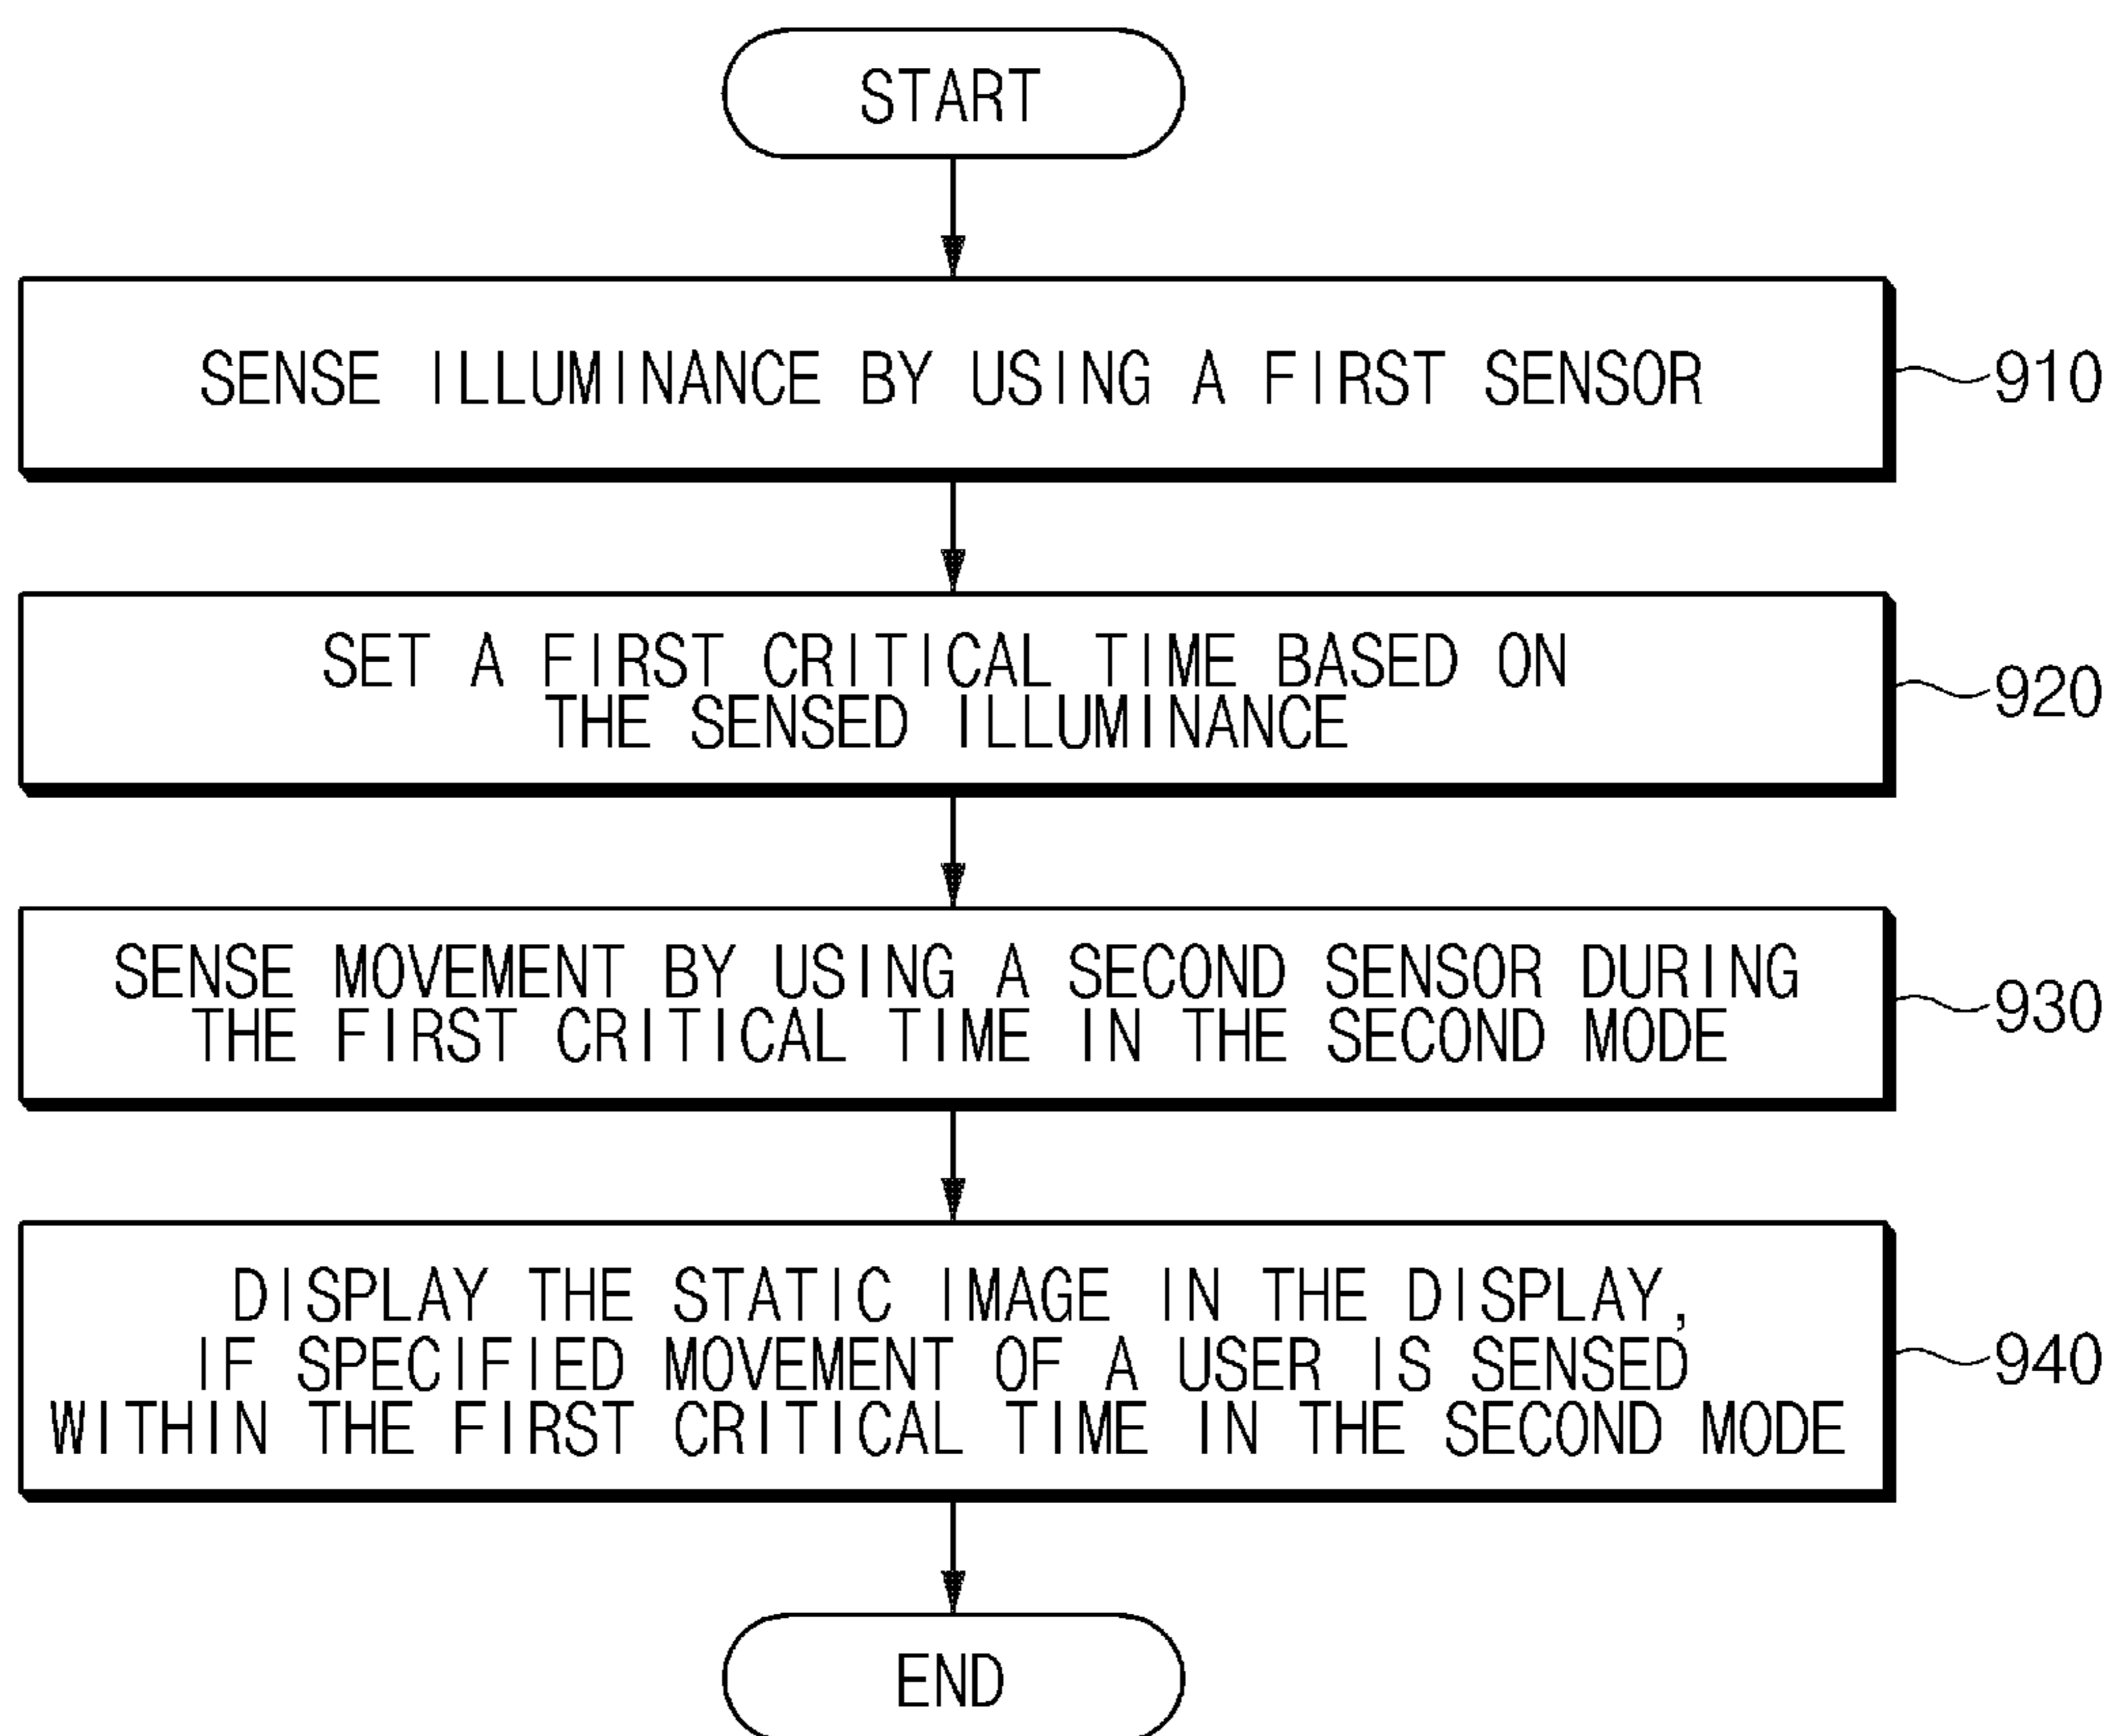 START
SENSE ILLUMINANCE BY USING A FIRST SENSOR
910
SET A FIRST CRITICAL TIME BASED ON
THE SENSED ILLUMINANCE
920
SENSE MOVEMENT BY USING A SECOND SENSOR DURING
THE FIRST CRITICAL TIME IN THE SECOND MODE
930
DISPLAY THE STATIC IMAGE IN THE DISPLAY,
IF SPECIFIED MOVEMENT OF A USER IS SENSED
WITHIN THE FIRST CRITICAL TIME IN THE SECOND MODE
940
END